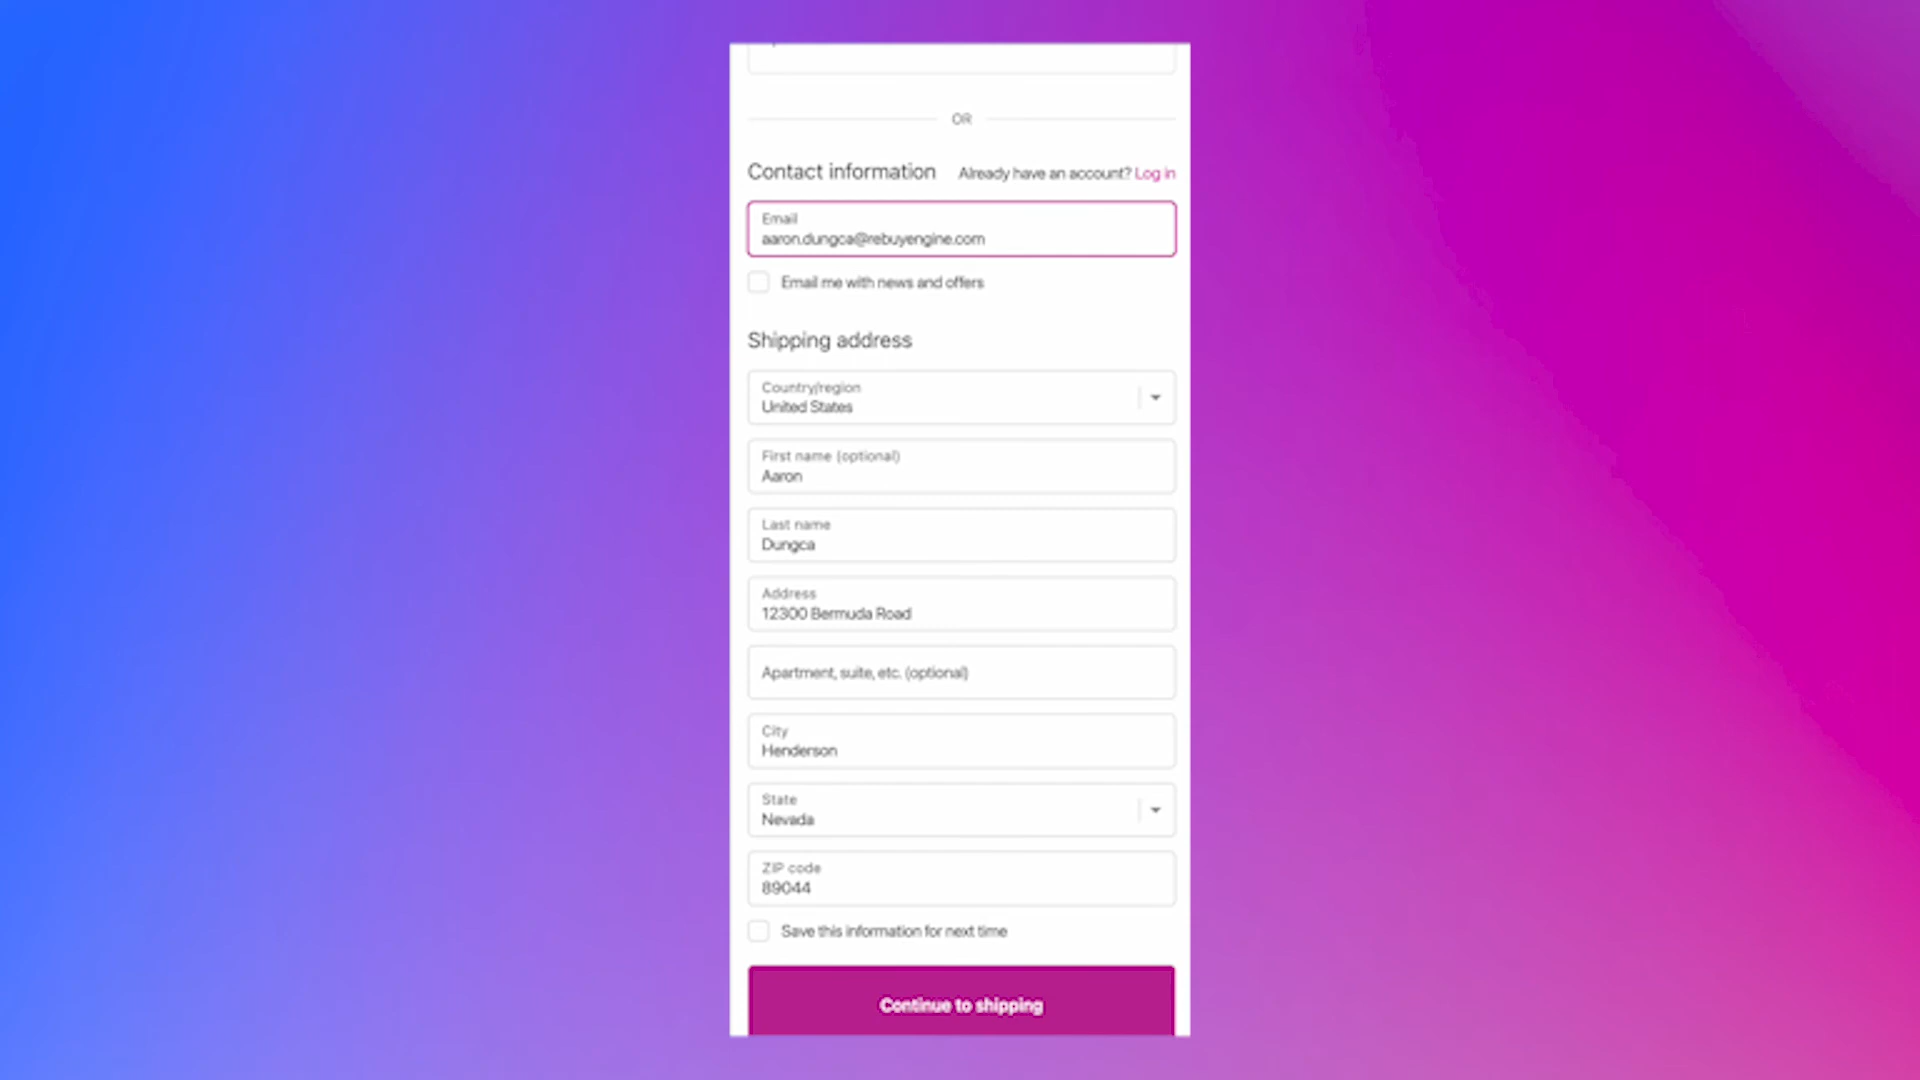 OR
Contact information Already have an account? Log in
Email
aaron.dungca@rebuyengine.com
Email me with news and offers
Shipping address
Country/region
United States
First name (optional)
Aaron
Last name
Dungca
Address
12300 Bermuda Road
Apartment, suite, etc. (optional)
City
Henderson
State
Nevada
ZIP code
89044
Save this information for next time
Continue to shipping